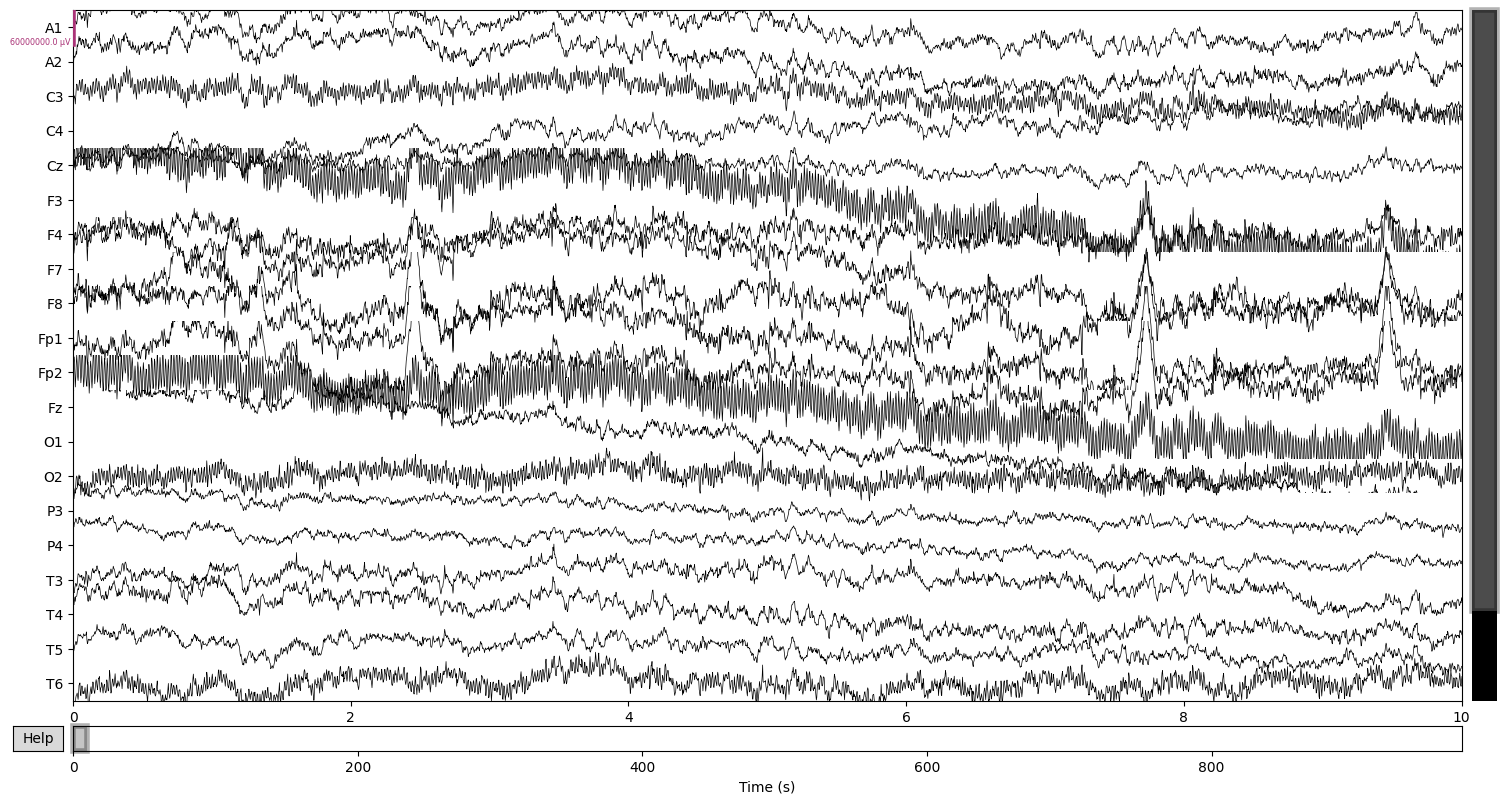 A1
60000000.0 µV
A2
C3
C4
Cz
F3
F4
F7
F8
Fp1
Fp2
Fz
O1
O2
P3
P4
T3
T4
T5
T6
0 2 4 6 8 10
Help
0 200 400 600 800
Time (s)